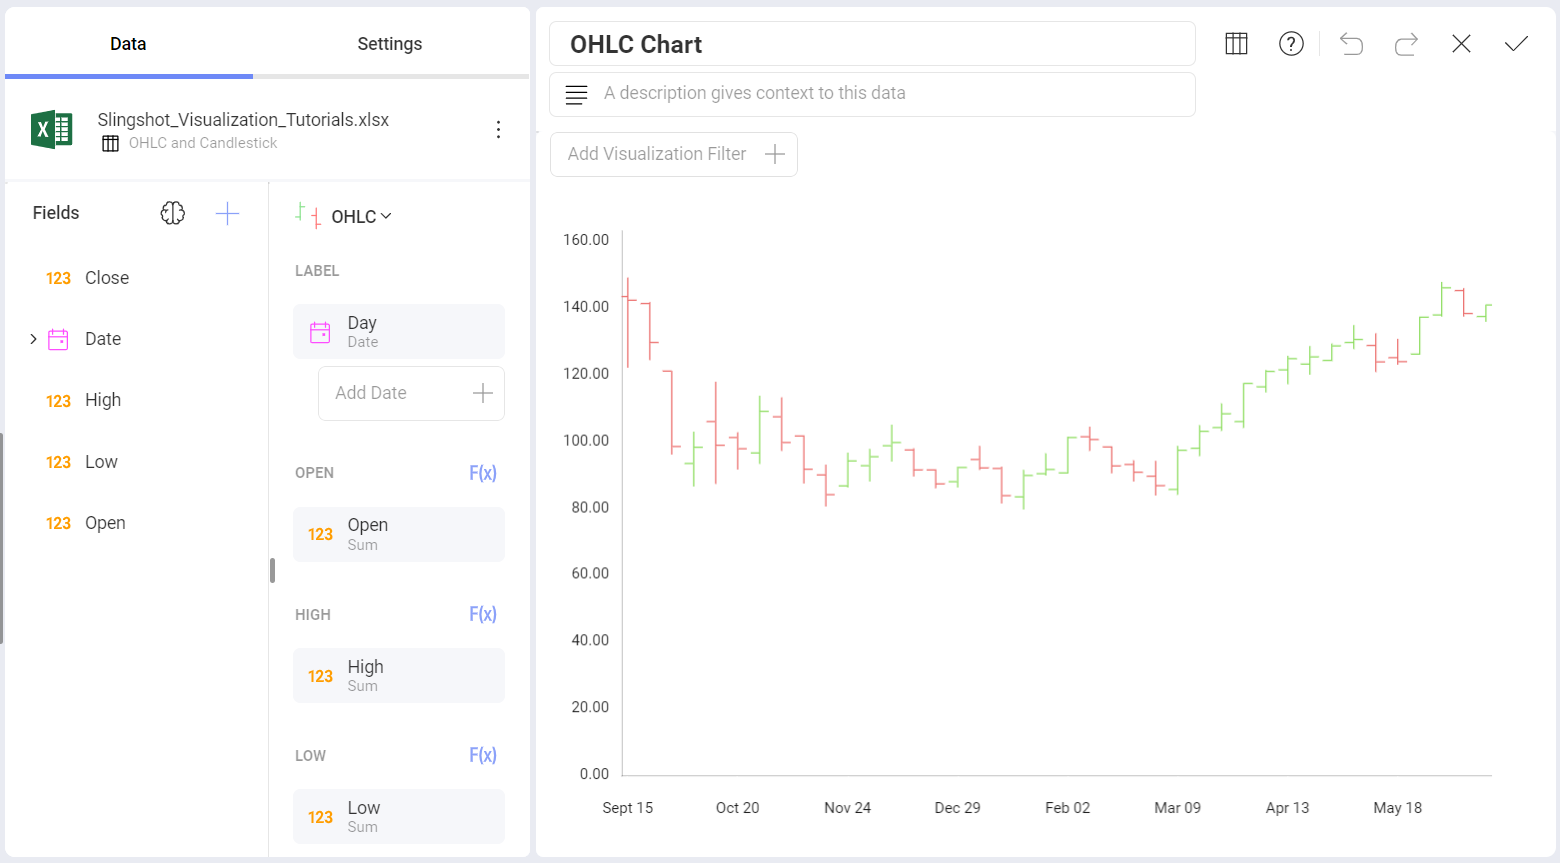 Data
Settings
Slingshot_Visualization_Tutorials.xlsx
OHLC and Candlestick
Fields
123 Close
Date
123 High
123 Low
123 Open
OHLC
LABEL
Day
Date
Add Date
OPEN F(x)
123 Open
Sum
HIGH F(x)
123 High
Sum
LOW F(x)
123 Low
Sum
OHLC Chart
A description gives context to this data
Add Visualization Filter
160.00
140.00
120.00
100.00
80.00
60.00
40.00
20.00
0.00
Sept 15 Oct 20 Nov 24 Dec 29 Feb 02 Mar 09 Apr 13 May 18